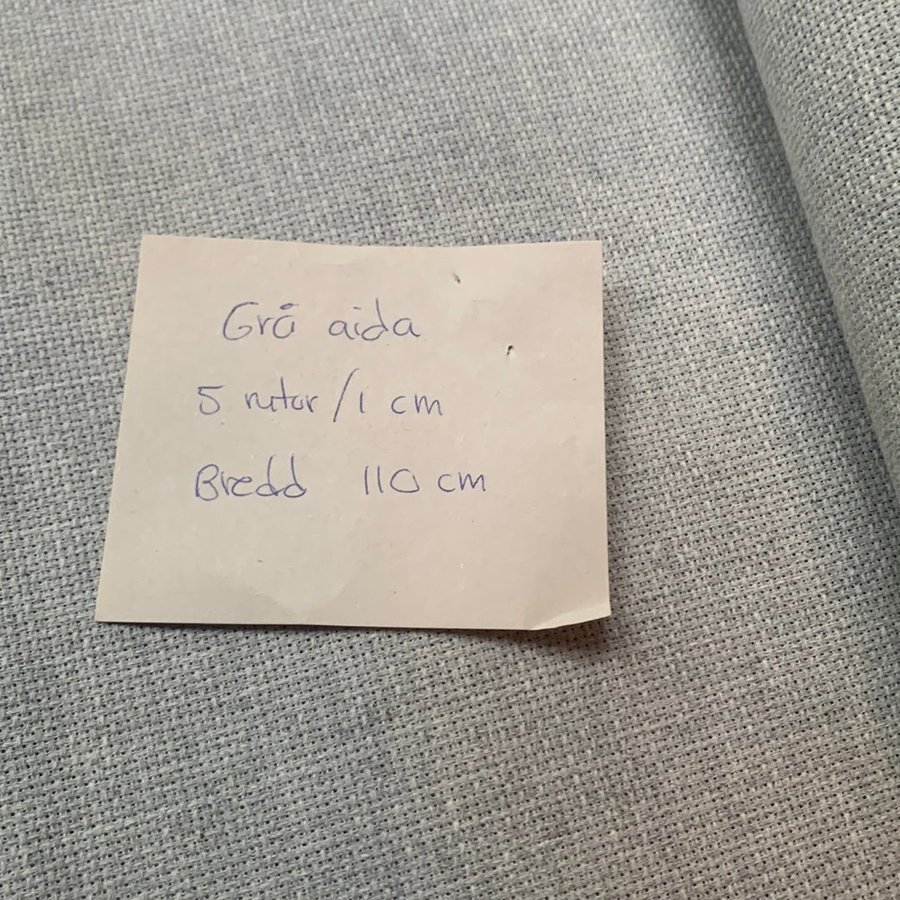 Grå aida
5 rutor/1 cm
Bredd 110 cm